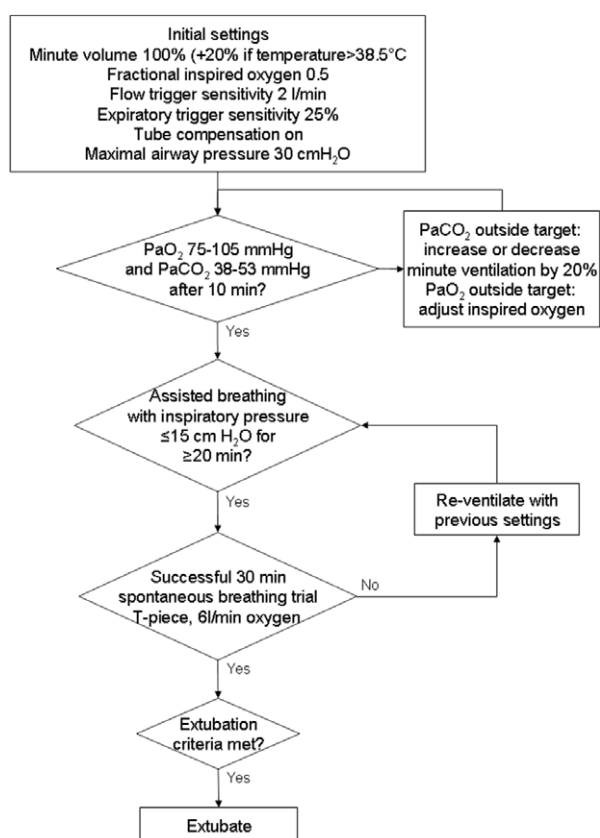 Initial settings
Minute volume 100% (+20% if temperature>38.5°C
Fractional inspired oxygen 0.5
Flow trigger sensitivity 2 l/min
Expiratory trigger sensitivity 25%
Tube compensation on
Maximal airway pressure 30 cmH₂O
PaO₂ 75-105 mmHg
and PaCO₂ 38-53 mmHg
after 10 min?
PaCO₂ outside target:
increase or decrease
minute ventilation by 20%
PaO₂ outside target:
adjust inspired oxygen
Yes
Assisted breathing
with inspiratory pressure
≤15 cm H₂O for
≥20 min?
Yes
Re-ventilate with
previous settings
Successful 30 min
spontaneous breathing trial
T-piece, 6l/min oxygen
No
Yes
Extubation
criteria met?
Yes
Extubate